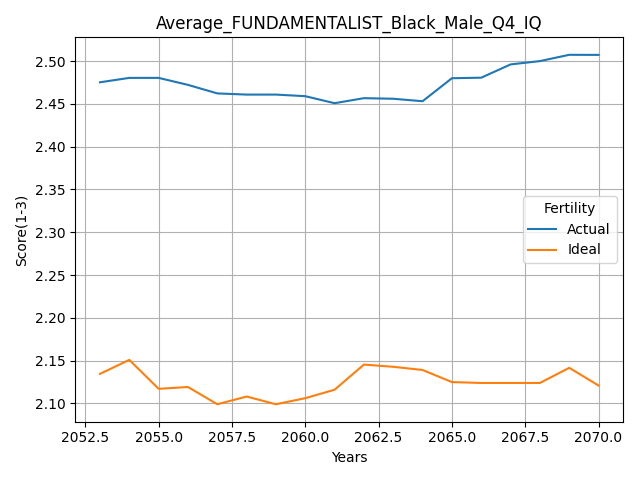 Average_FUNDAMENTALIST_Black_Male_Q4_IQ
Score(1-3)
2.50
2.45
2.40
2.35
2.30
2.25
2.20
2.15
2.10
Fertility
Actual
Ideal
2052.5 2055.0 2057.5 2060.0 2062.5 2065.0 2067.5 2070.0
Years